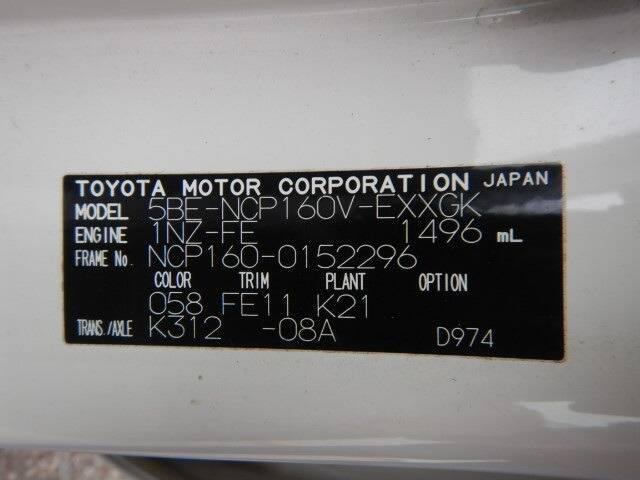 TOYOTA MOTOR CORPORATION JAPAN
MODEL 5BE-NCP160V-EXXGK
ENGINE 1NZ-FE 1496 mL
FRAME No. NCP160-0152296
COLOR TRIM PLANT OPTION
058 FE11 K21
TRANS./AXLE K312 -08A D974